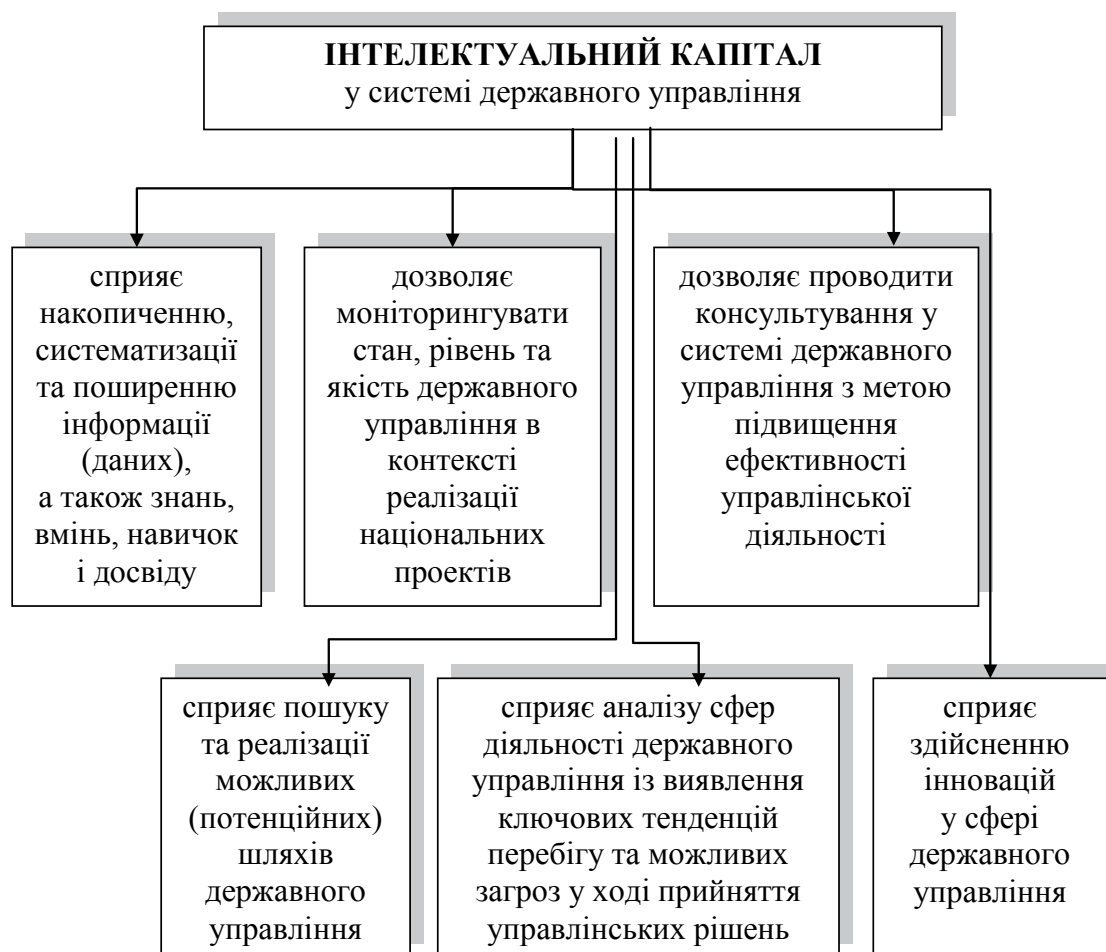 ІНТЕЛЕКТУАЛЬНИЙ КАПІТАЛ
у системі державного управління
сприяє
накопиченню,
систематизації
та поширенню
інформації
(даних),
а також знань,
вмінь, навичок
і досвіду
дозволяє
моніторингувати
стан, рівень та
якість державного
управління в
контексті
реалізації
національних
проектів
дозволяє проводити
консультування у
системі державного
управління з метою
підвищення
ефективності
управлінської
діяльності
сприяє пошуку
та реалізації
можливих
(потенційних)
шляхів
державного
управління
сприяє аналізу сфер
діяльності державного
управління із виявлення
ключових тенденцій
перебігу та можливих
загроз у ході прийняття
управлінських рішень
сприяє
здійсненню
інновацій
у сфері
державного
управління